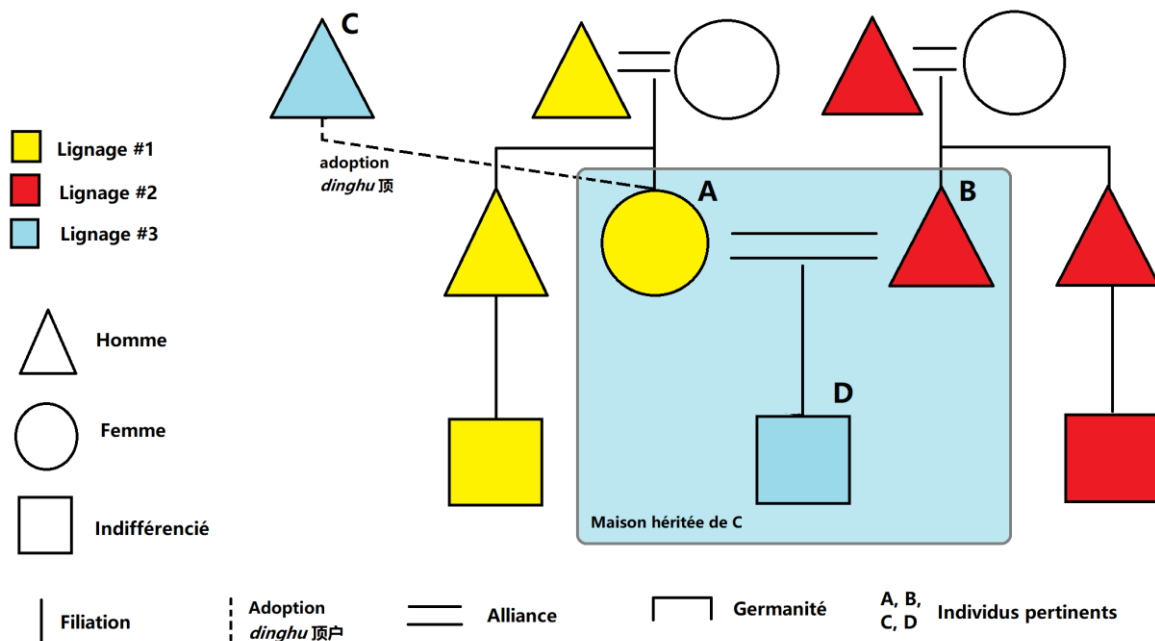 C
Lignage #1
Lignage #2
Lignage #3
adoption
dinghu 顶
A
B
Homme
D
Femme
Indifférencié
Maison héritée de C
Filiation
Adoption
dinghu 顶户
Alliance
Germanité
A, B,
C, D
Individus pertinents